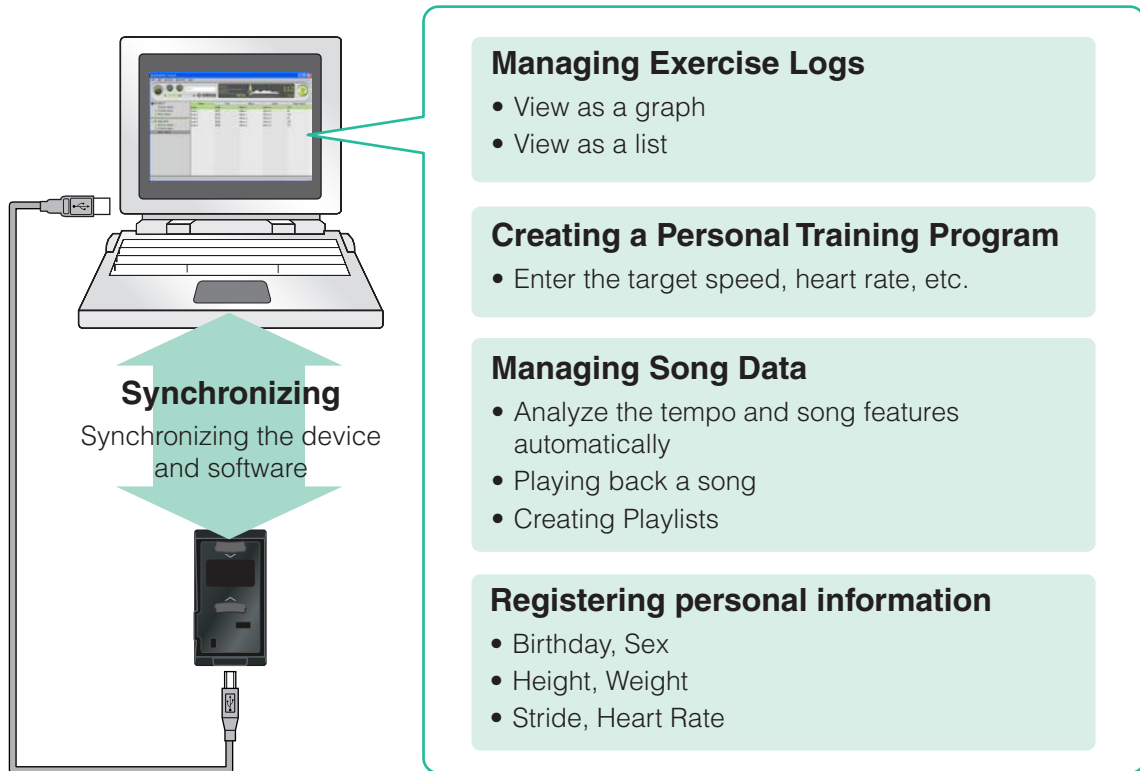 Managing Exercise Logs
• View as a graph
• View as a list
Creating a Personal Training Program
• Enter the target speed, heart rate, etc.
Managing Song Data
• Analyze the tempo and song features
automatically
• Playing back a song
• Creating Playlists
Registering personal information
• Birthday, Sex
• Height, Weight
• Stride, Heart Rate
Synchronizing
Synchronizing the device
and software